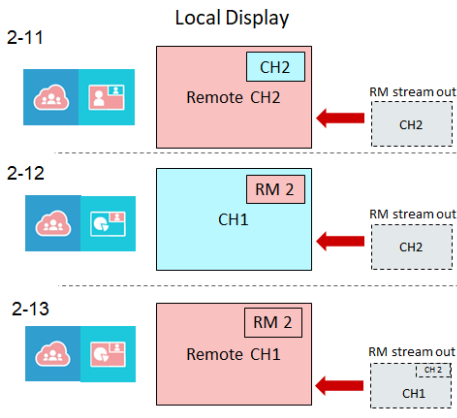 Local Display
2-11
CH2
Remote CH2
RM stream out
CH2
2-12
RM 2
CH1
RM stream out
CH2
2-13
RM 2
Remote CH1
RM stream out
CH 2
CH1